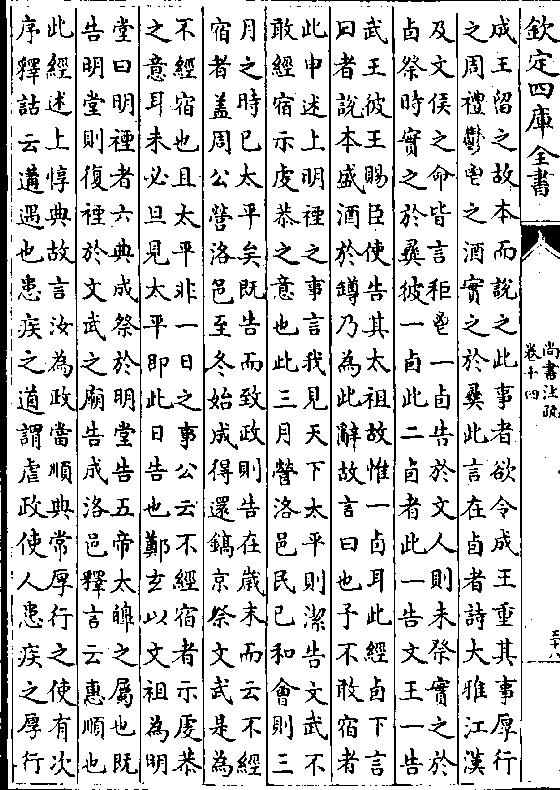 欽定四庫全書
尚書注疏
卷十四
三十八
成王留之故本而說之此事者欲令成王重其事厚行
之周禮鬱鬯之酒實之於彝此言在卣者詩大雅江漢
及文侯之命皆言秬鬯一卣告於文人則未祭實之於
卣祭時實之於彝彼一卣此二卣者此一告文王一告
武王彼王賜臣使告其太祖故惟一卣耳此經卣下言
曰者說本盛酒於罇乃為此辭故言曰也予不敢宿者
此申述上明禋之事言我見天下太平則潔告文武不
敢經宿示虔恭之意也此三月營洛邑民已和會則三
月之時已太平矣既告而致政則告在歲末而云不經
宿者盖周公營洛邑至冬始成得還鎬京祭文武是為
不經宿也且太平非一日之事公云不經宿者示虔恭
之意耳未必旦見太平即此日告也鄭玄以文祖為明
堂曰明禋者六典成祭於明堂告五帝太皥之屬也既
告明堂則復禋於文武之廟告成洛邑釋言云惠順也
此經述上惇典故言汝為政當順典常厚行之使有次
序釋詁云遘遇也患疾之道謂虐政使人患疾之厚行